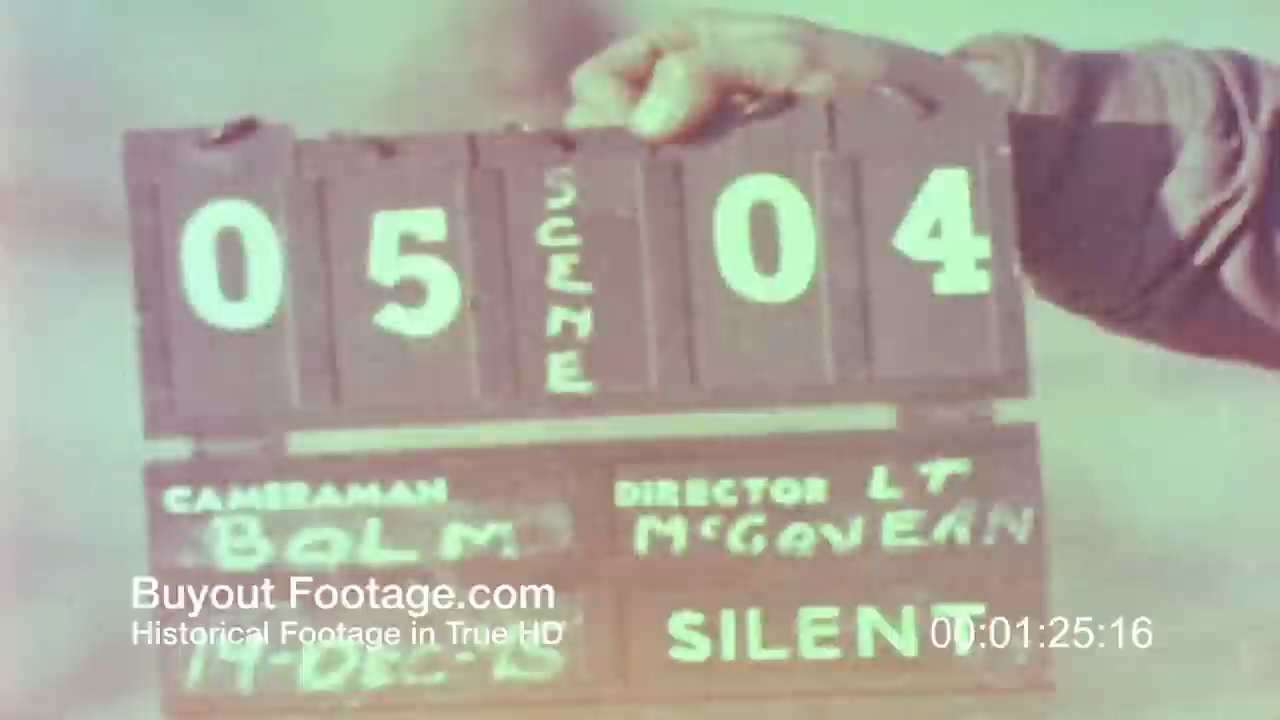 05 SCENE 04
CAMERAMAN
BOLM
DIRECTOR LT
McGOVERN
Buyout Footage.com
Historical Footage in True HD
SILENT
00:01:25:16